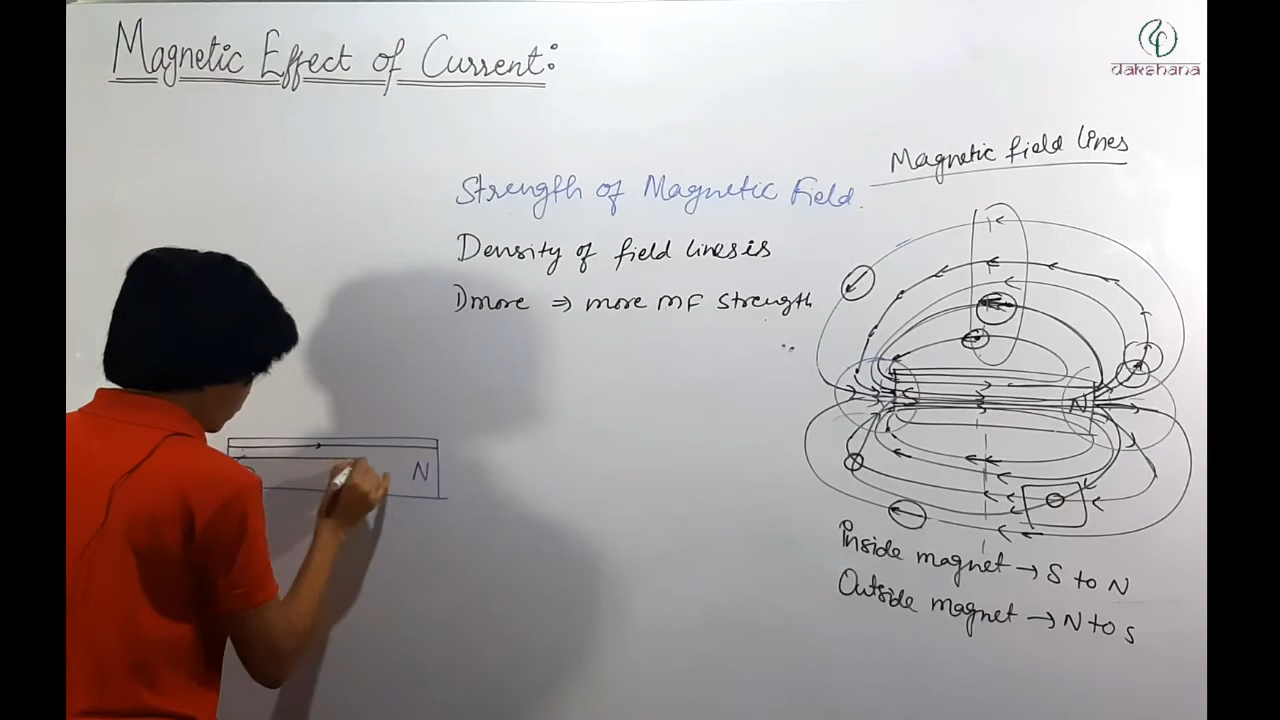 Magnetic Effect of Current:
dakshana
Magnetic field lines
Strength of Magnetic Field.
Density of field lines is
1) more ⇒ more MF strength
N
N
Inside magnet → S to N
Outside magnet → N to S